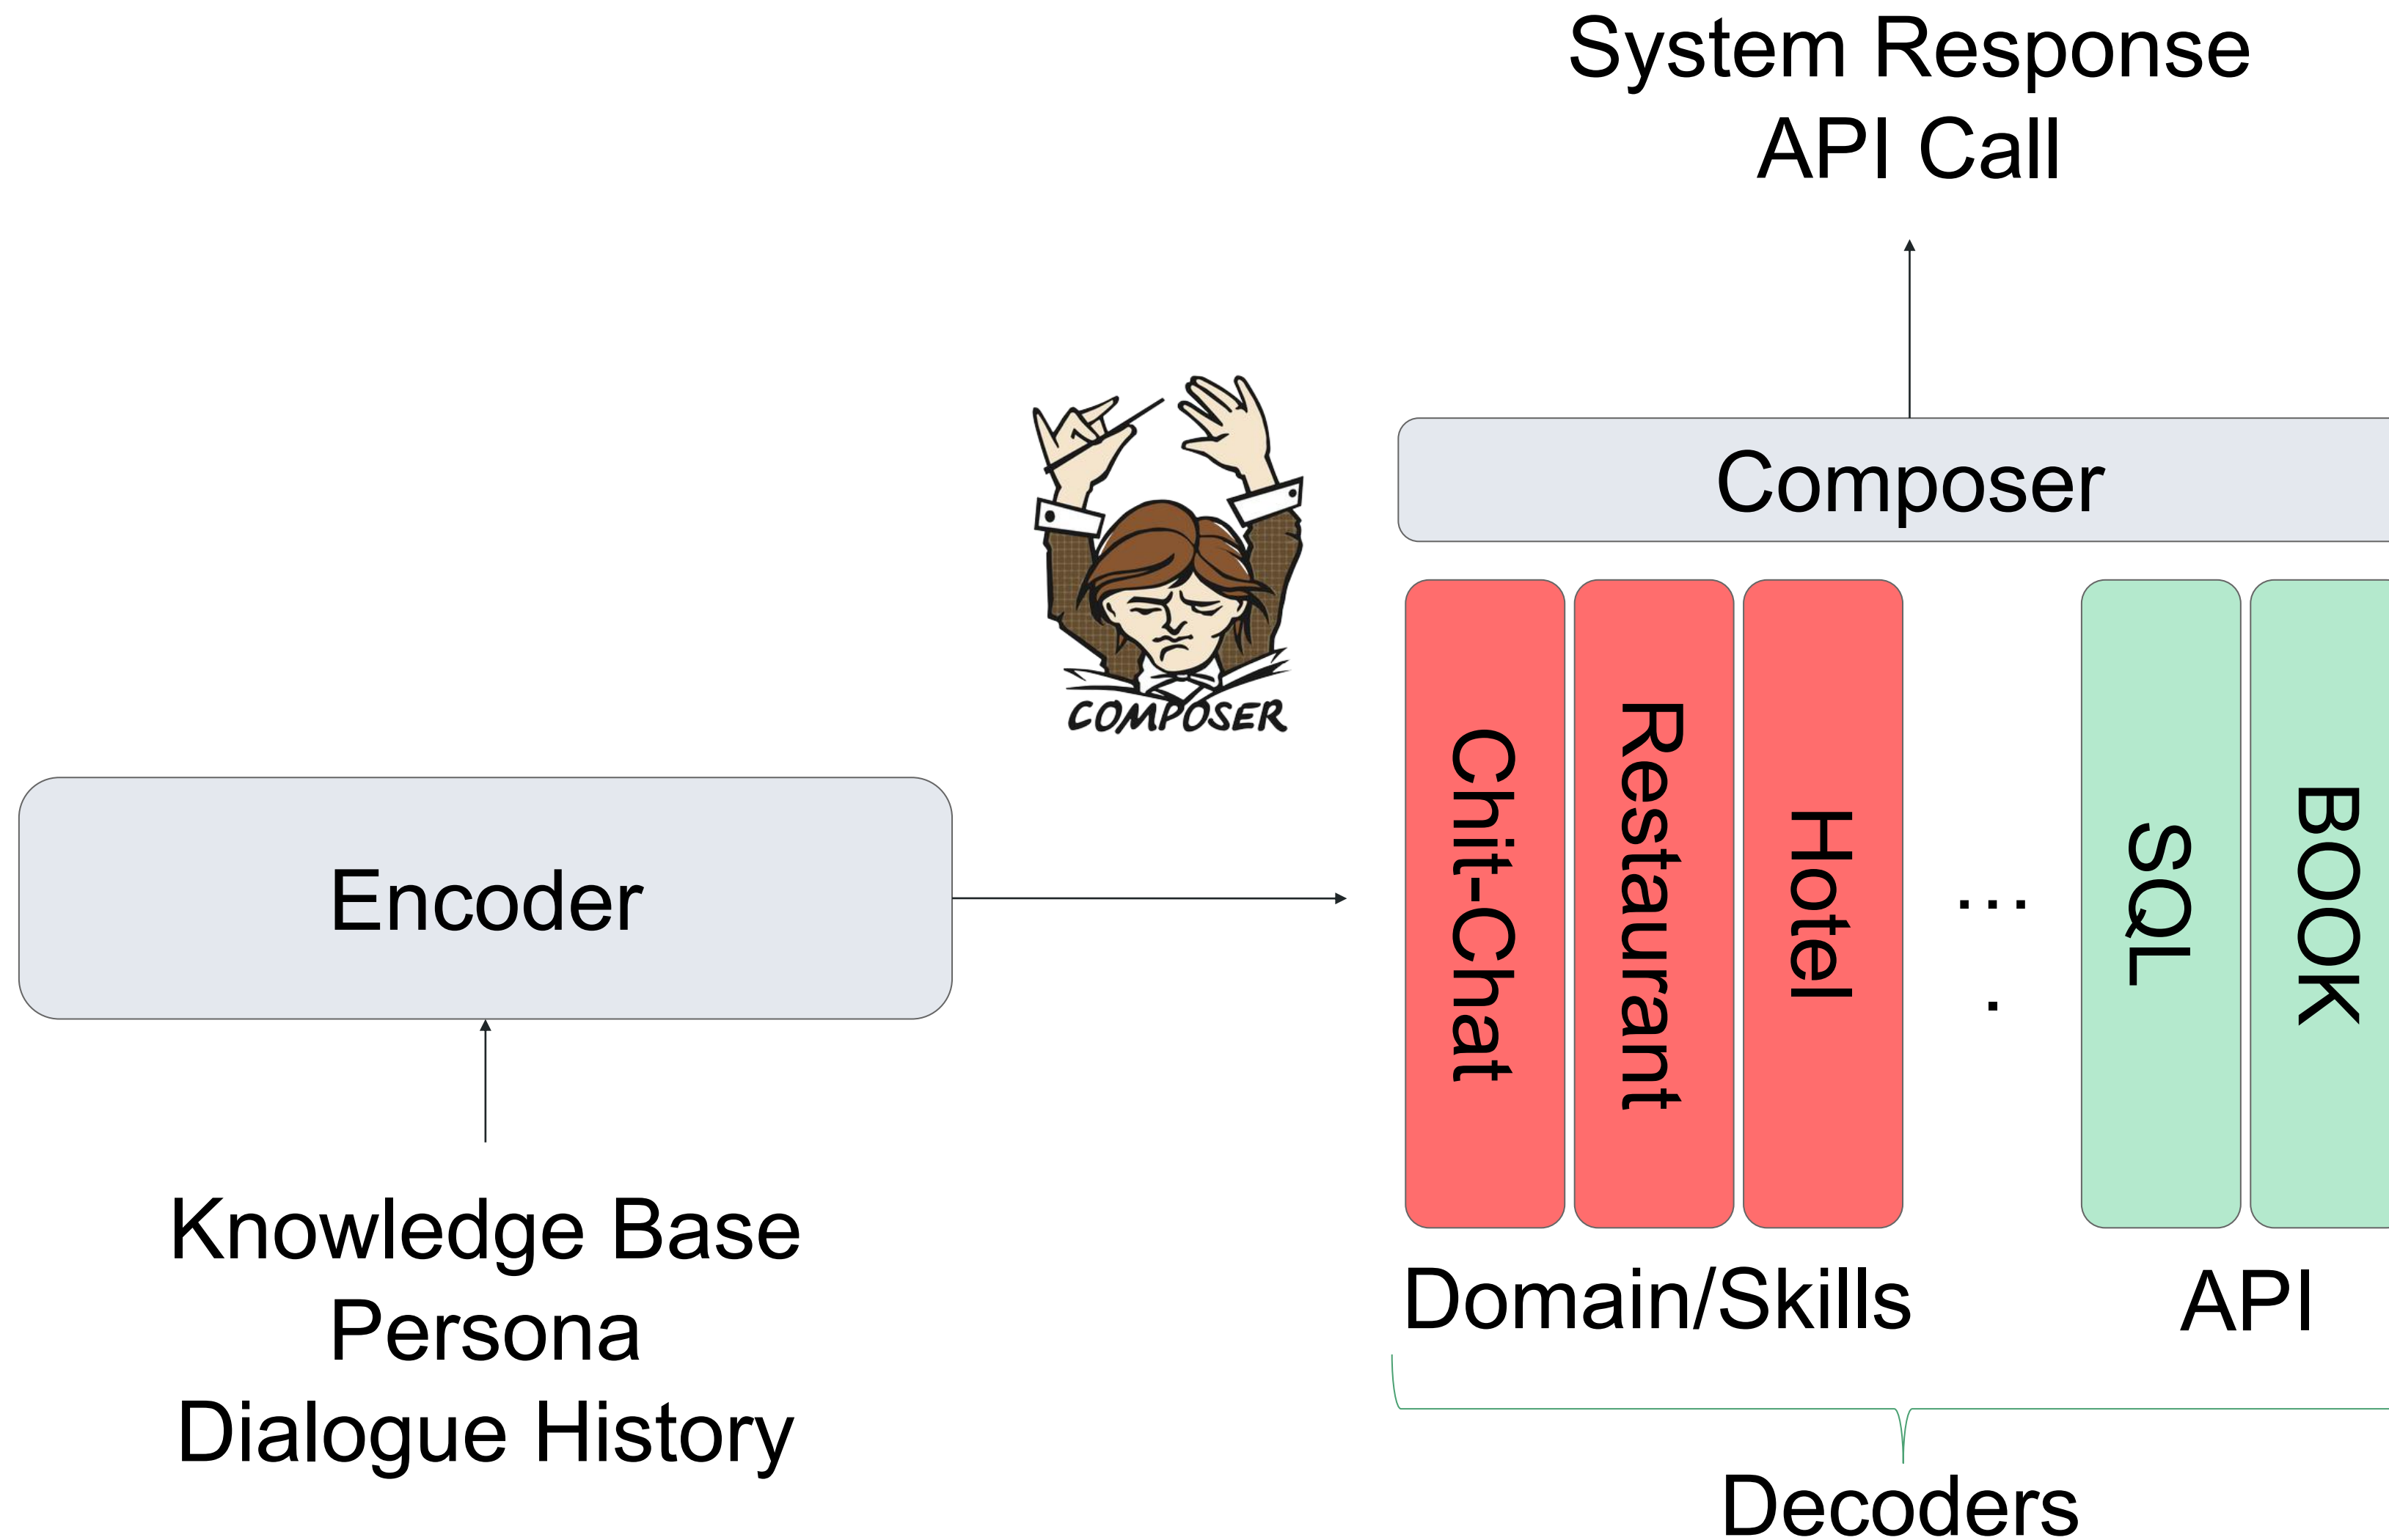 System Response
API Call
Composer
COMPOSER
Encoder
Chit-Chat
Restaurant
Hotel
...
.
SQL
BOOK
Knowledge Base
Persona
Dialogue History
Domain/Skills
API
Decoders